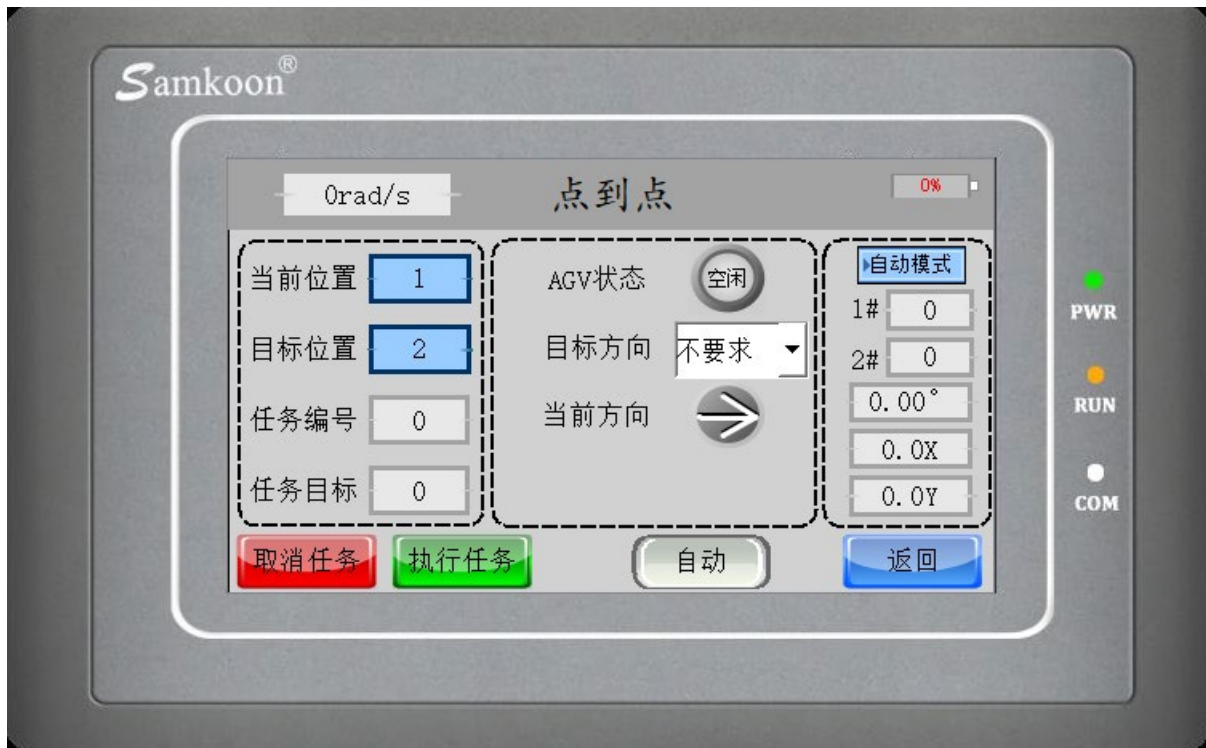 Samkoon®
0rad/s
点到点
0%
当前位置 1
目标位置 2
任务编号 0
任务目标 0
AGV状态 空闲
目标方向 不要求
当前方向
自动模式
1# 0
2# 0
0.00°
0.0X
0.0Y
取消任务 执行任务 自动 返回
PWR
RUN
COM